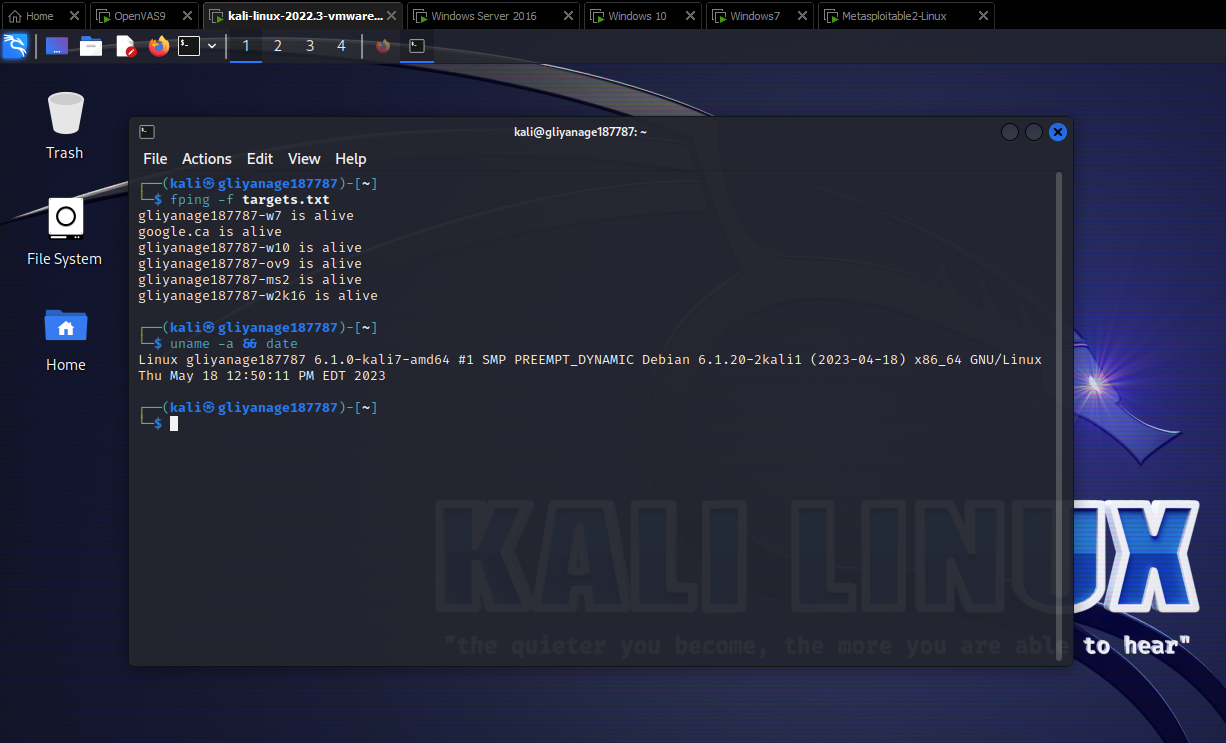 Home
OpenVAS9
kali-linux-2022.3-vmware...
Windows Server 2016
Windows 10
Windows7
Metasploitable2-Linux
1 2 3 4
Trash
File System
Home
kali@gliyanage187787: ~
File Actions Edit View Help
┌──(kali㉿gliyanage187787)-[~]
└─$ fping -f targets.txt
gliyanage187787-w7 is alive
google.ca is alive
gliyanage187787-w10 is alive
gliyanage187787-ov9 is alive
gliyanage187787-ms2 is alive
gliyanage187787-w2k16 is alive
┌──(kali㉿gliyanage187787)-[~]
└─$ uname -a && date
Linux gliyanage187787 6.1.0-kali7-amd64 #1 SMP PREEMPT_DYNAMIC Debian 6.1.20-2kali1 (2023-04-18) x86_64 GNU/Linux
Thu May 18 12:50:11 PM EDT 2023
┌──(kali㉿gliyanage187787)-[~]
└─$
KALI LINUX
"the quieter you become, the more you are able to hear"